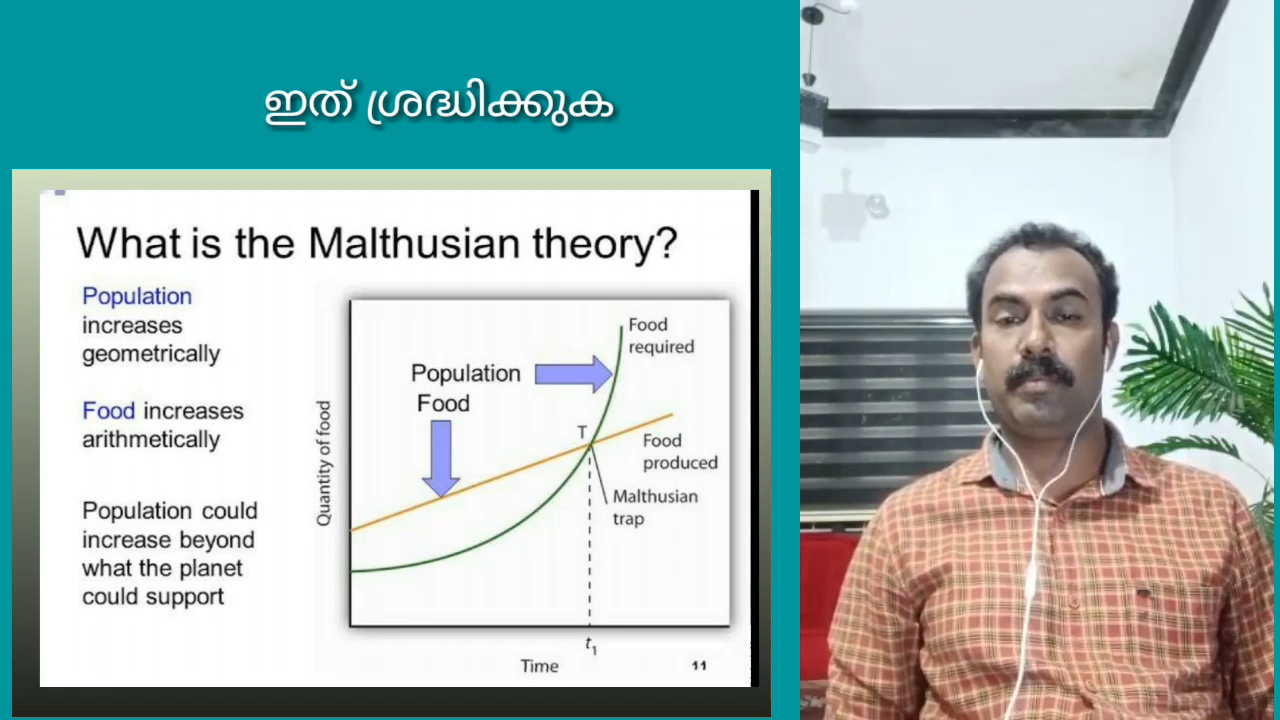 ഇത് ശ്രദ്ധിക്കുക
What is the Malthusian theory?
Population
increases
geometrically
Food increases
arithmetically
Population could
increase beyond
what the planet
could support
Quantity of food
Population
Food
Food
required
T
Food
produced
Malthusian
trap
t1
Time
11